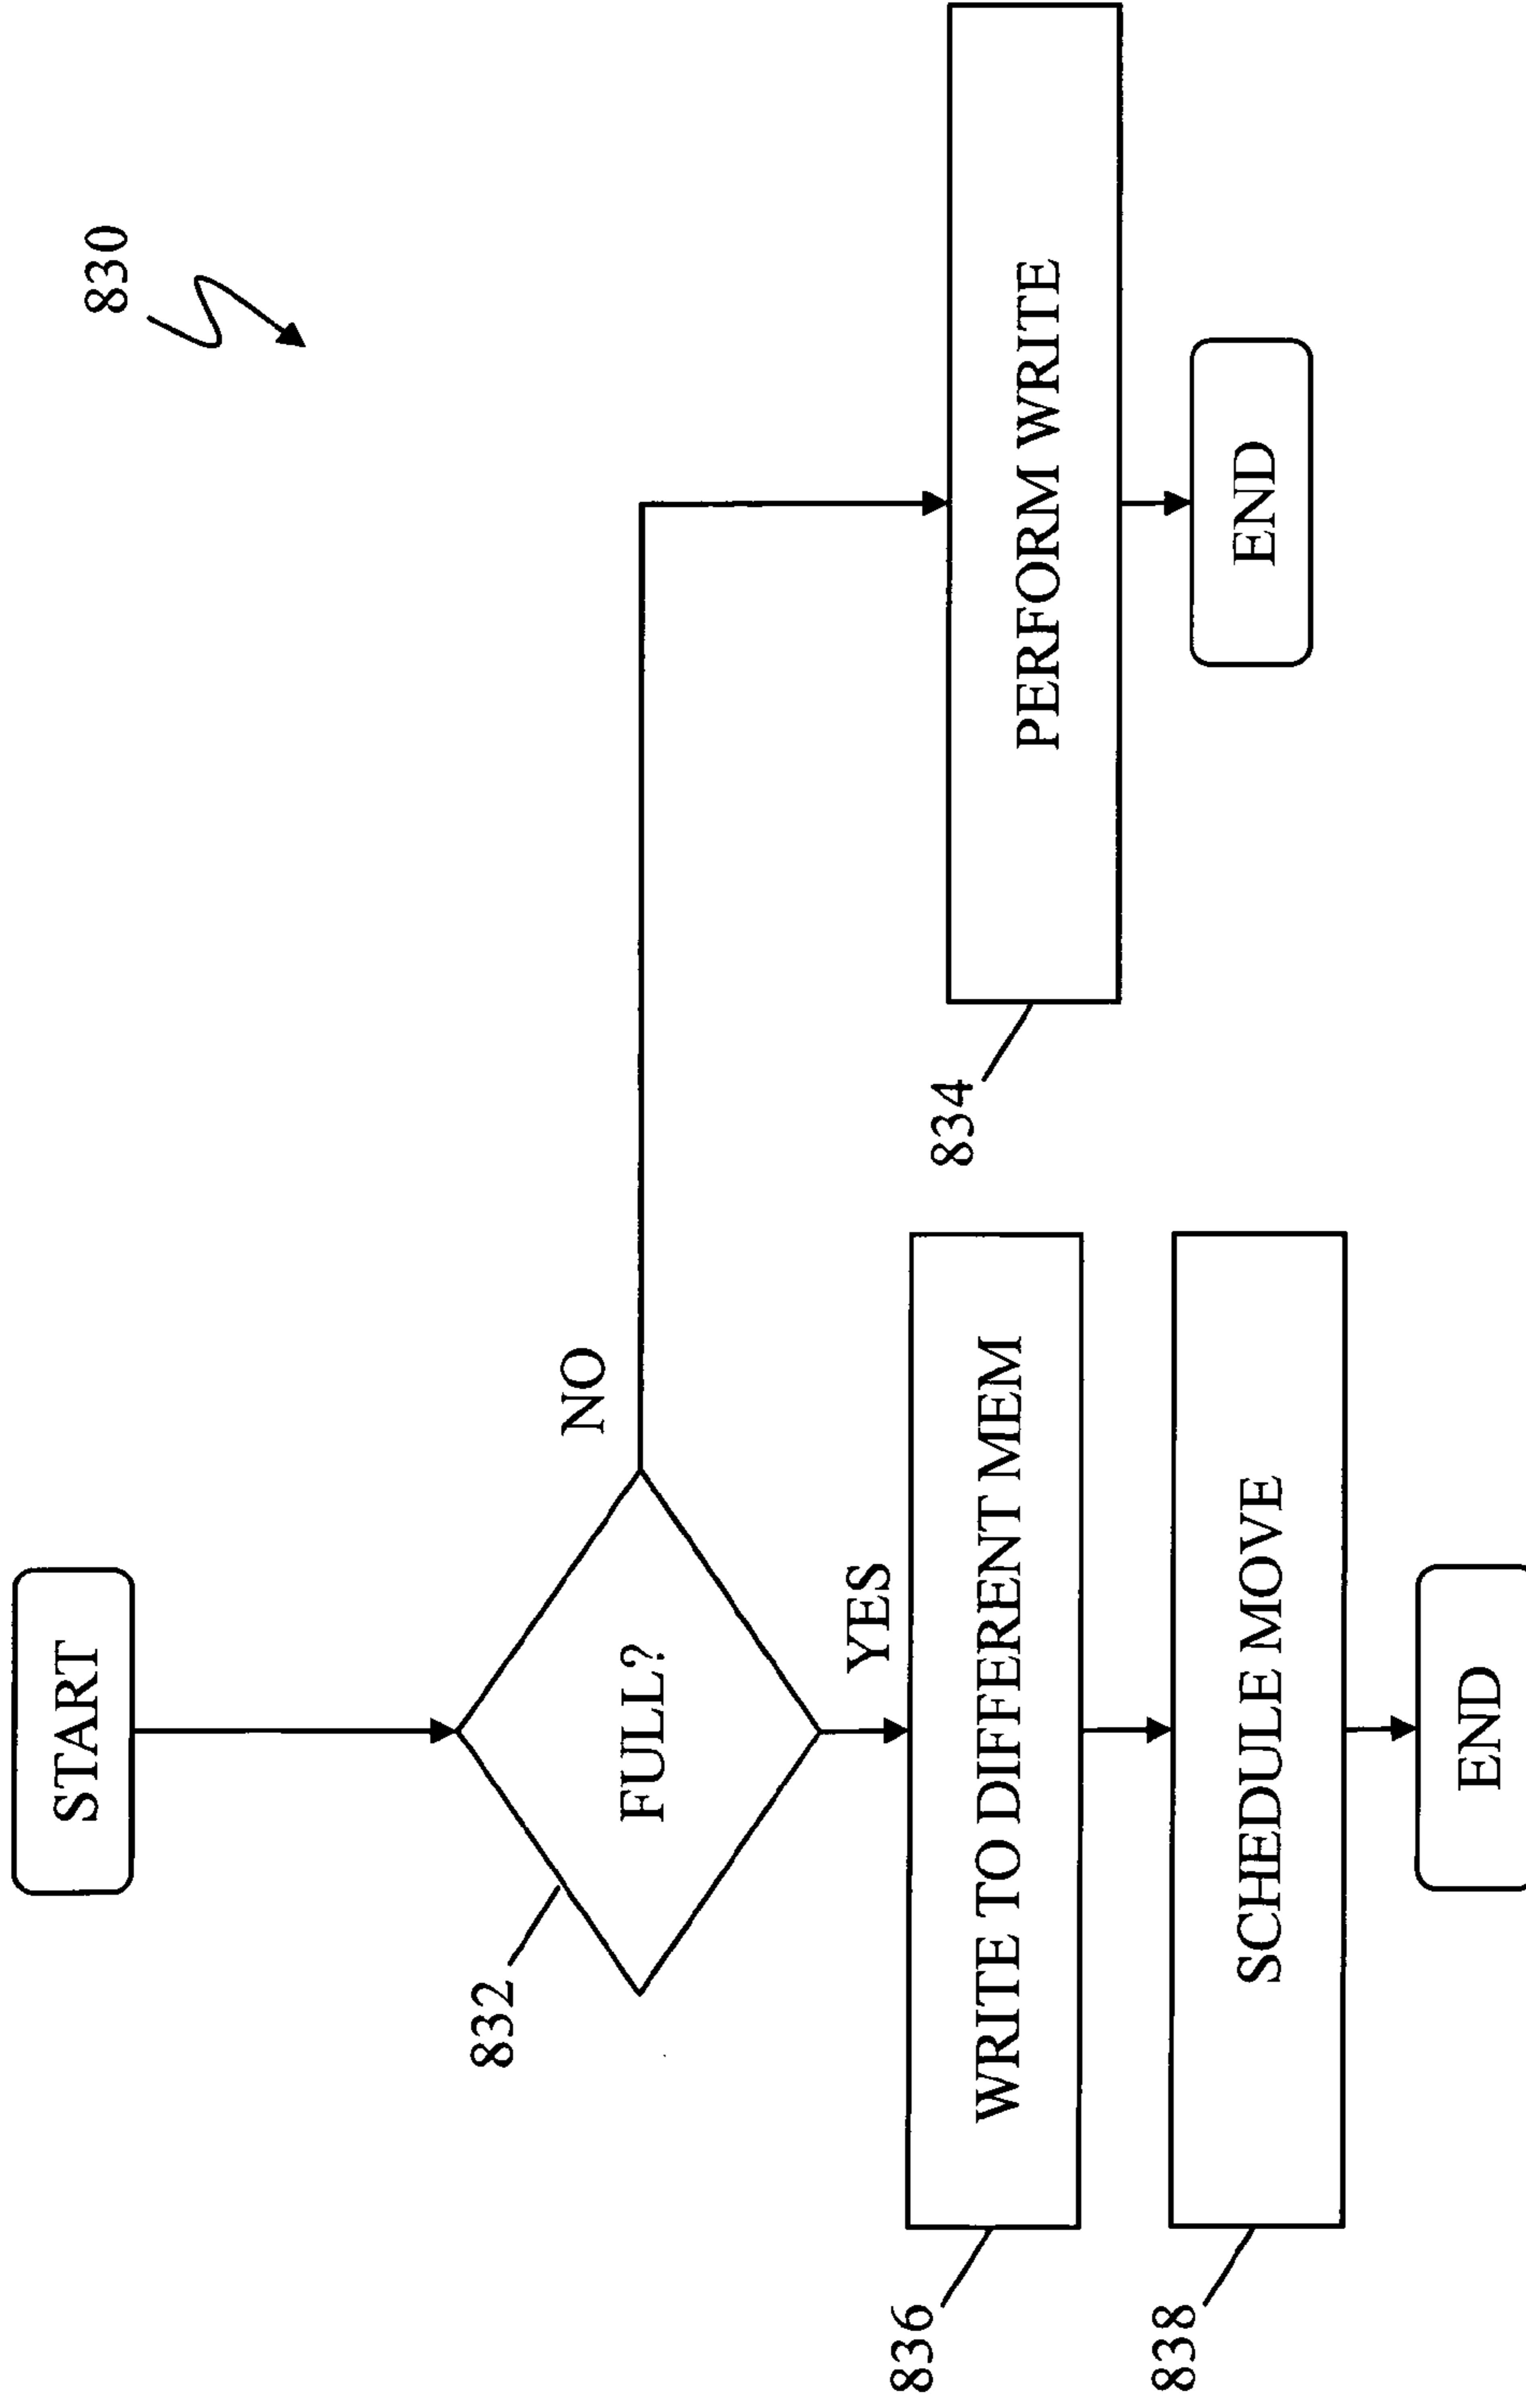 830
START
832
FULL?
NO
YES
836
WRITE TO DIFFERENT MEM
834
PERFORM WRITE
838
SCHEDULE MOVE
END
END